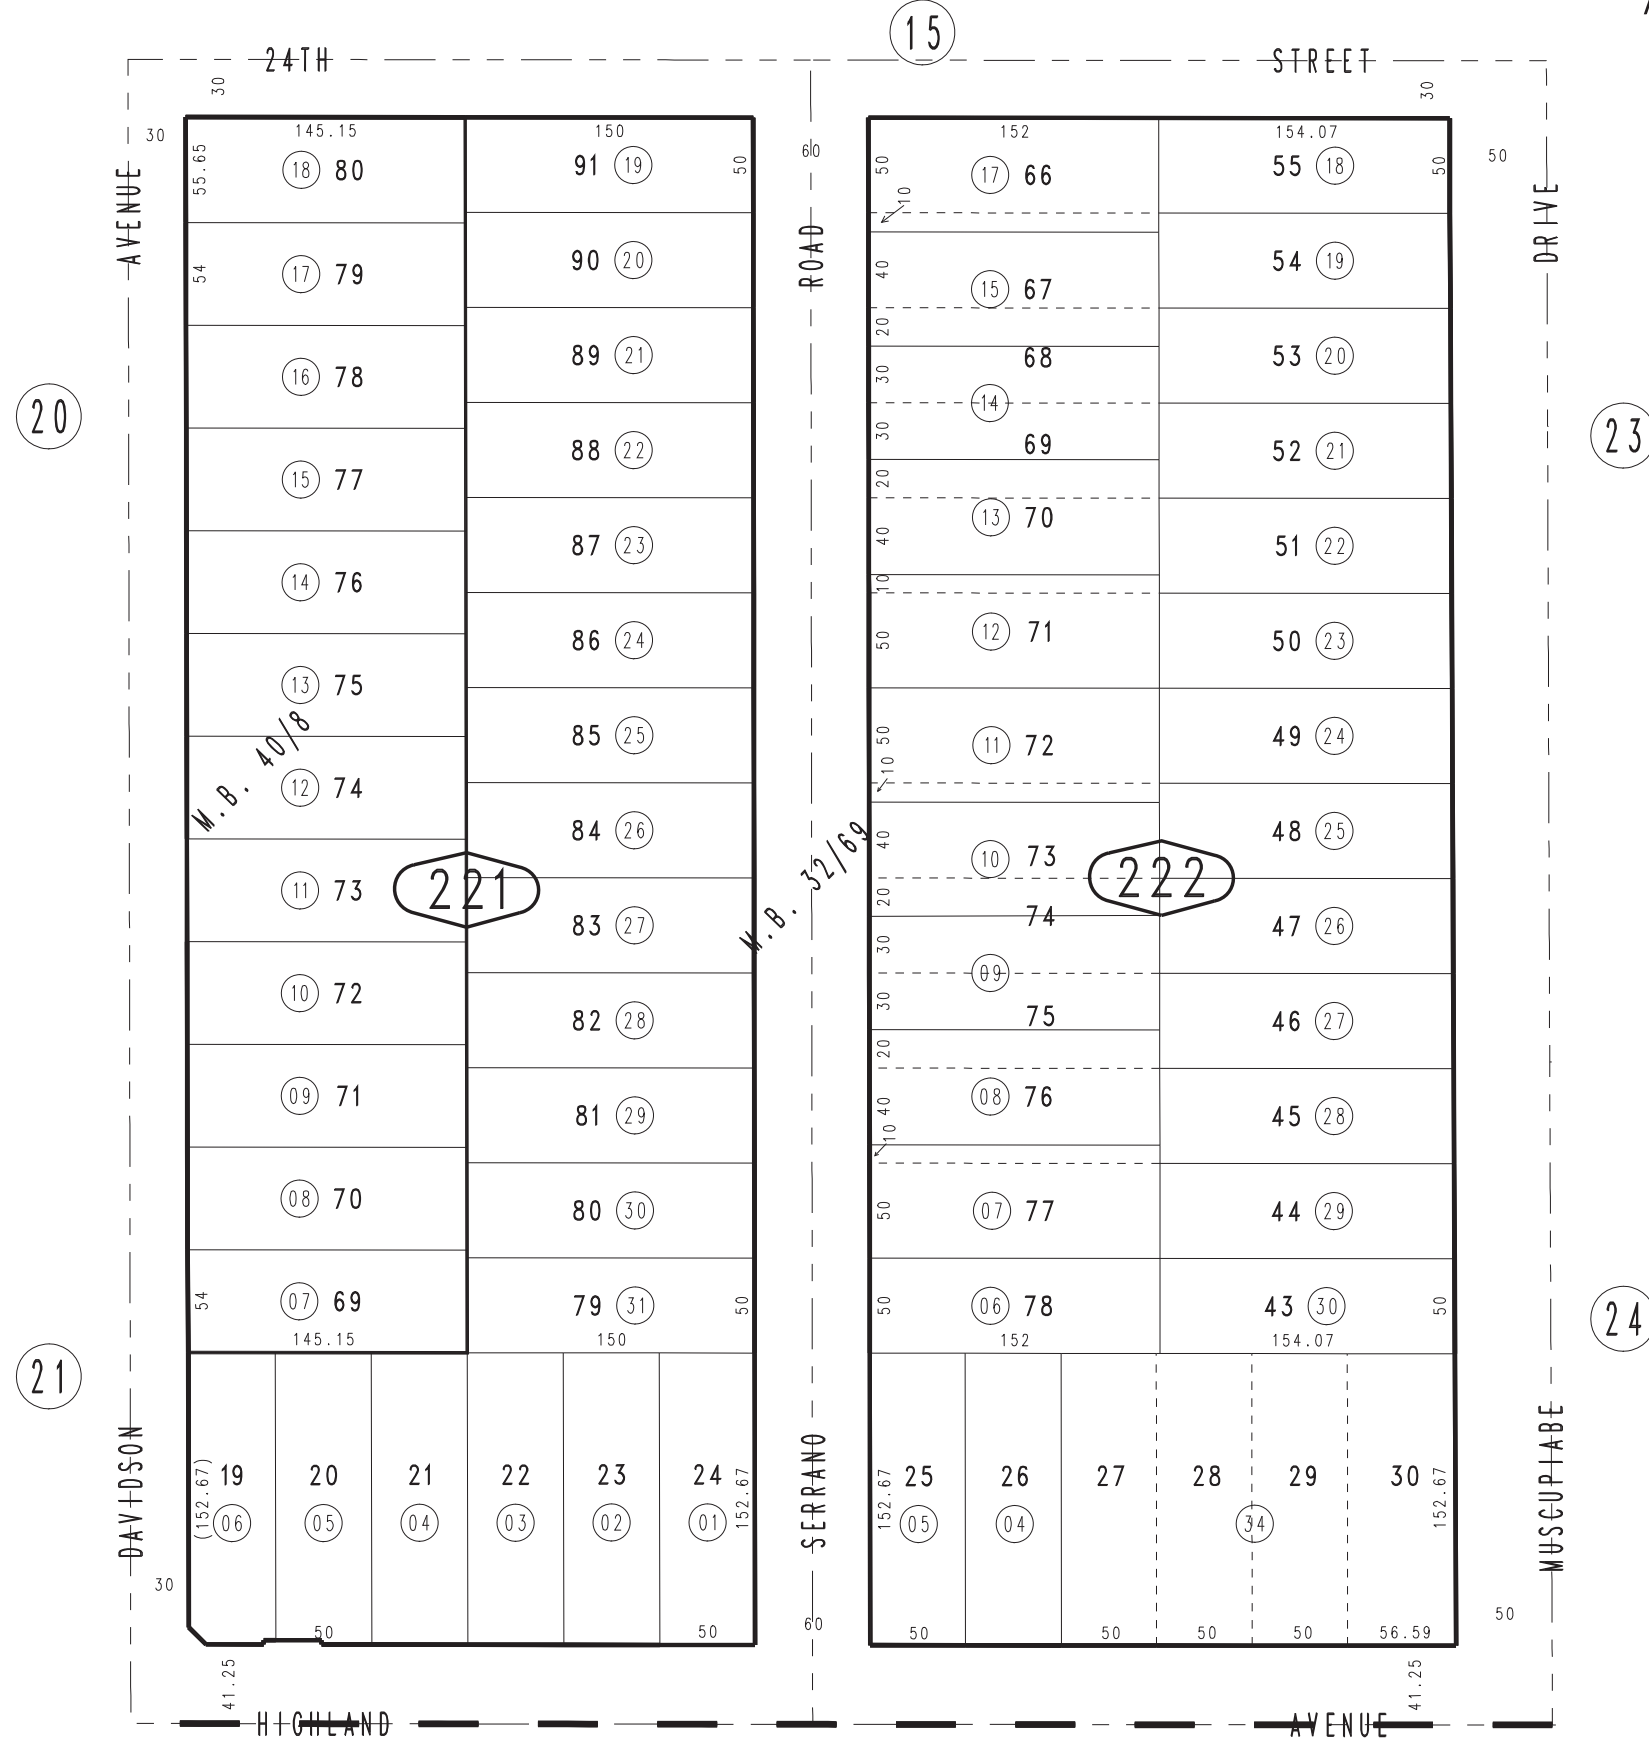 15
24TH STREET
30 30
AVENUE 30 145.15 150 60 152 154.07 50 DRIVE
55.65 18 80 91 19 50 ROAD 50 17 66 55 18 50
10
54 17 79 90 20 40 15 67 54 19
20
16 78 89 21 68 53 20
30 14
20 30 69 23
15 77 88 22 20 52 21
13 70
14 76 87 23 40 51 22
10
13 75 86 24 50 12 71 50 23
M.B. 40/8
12 74 85 25 50 11 72 49 24
10
11 73 84 26 M.B. 32/69 40 10 73 48 25
221 222
20 74
10 72 83 27 30 09 47 26
30 75
09 71 82 28 20 46 27
08 76
08 70 81 29 40 45 28
10
80 30 50 07 77 44 29
54 07 69 79 31 50 50 06 78 43 30 50
145.15 150 152 154.07
21 24
DAVIDSON SERRANO MUSCUPIABE
(152.67) 19 20 21 22 23 24 152.67 152.67 25 26 27 28 29 30 152.67
06 05 04 03 02 01 05 04 34
30 50 50 60 50 50 50 50 56.59 50
41.25 41.25
HIGHLAND AVENUE